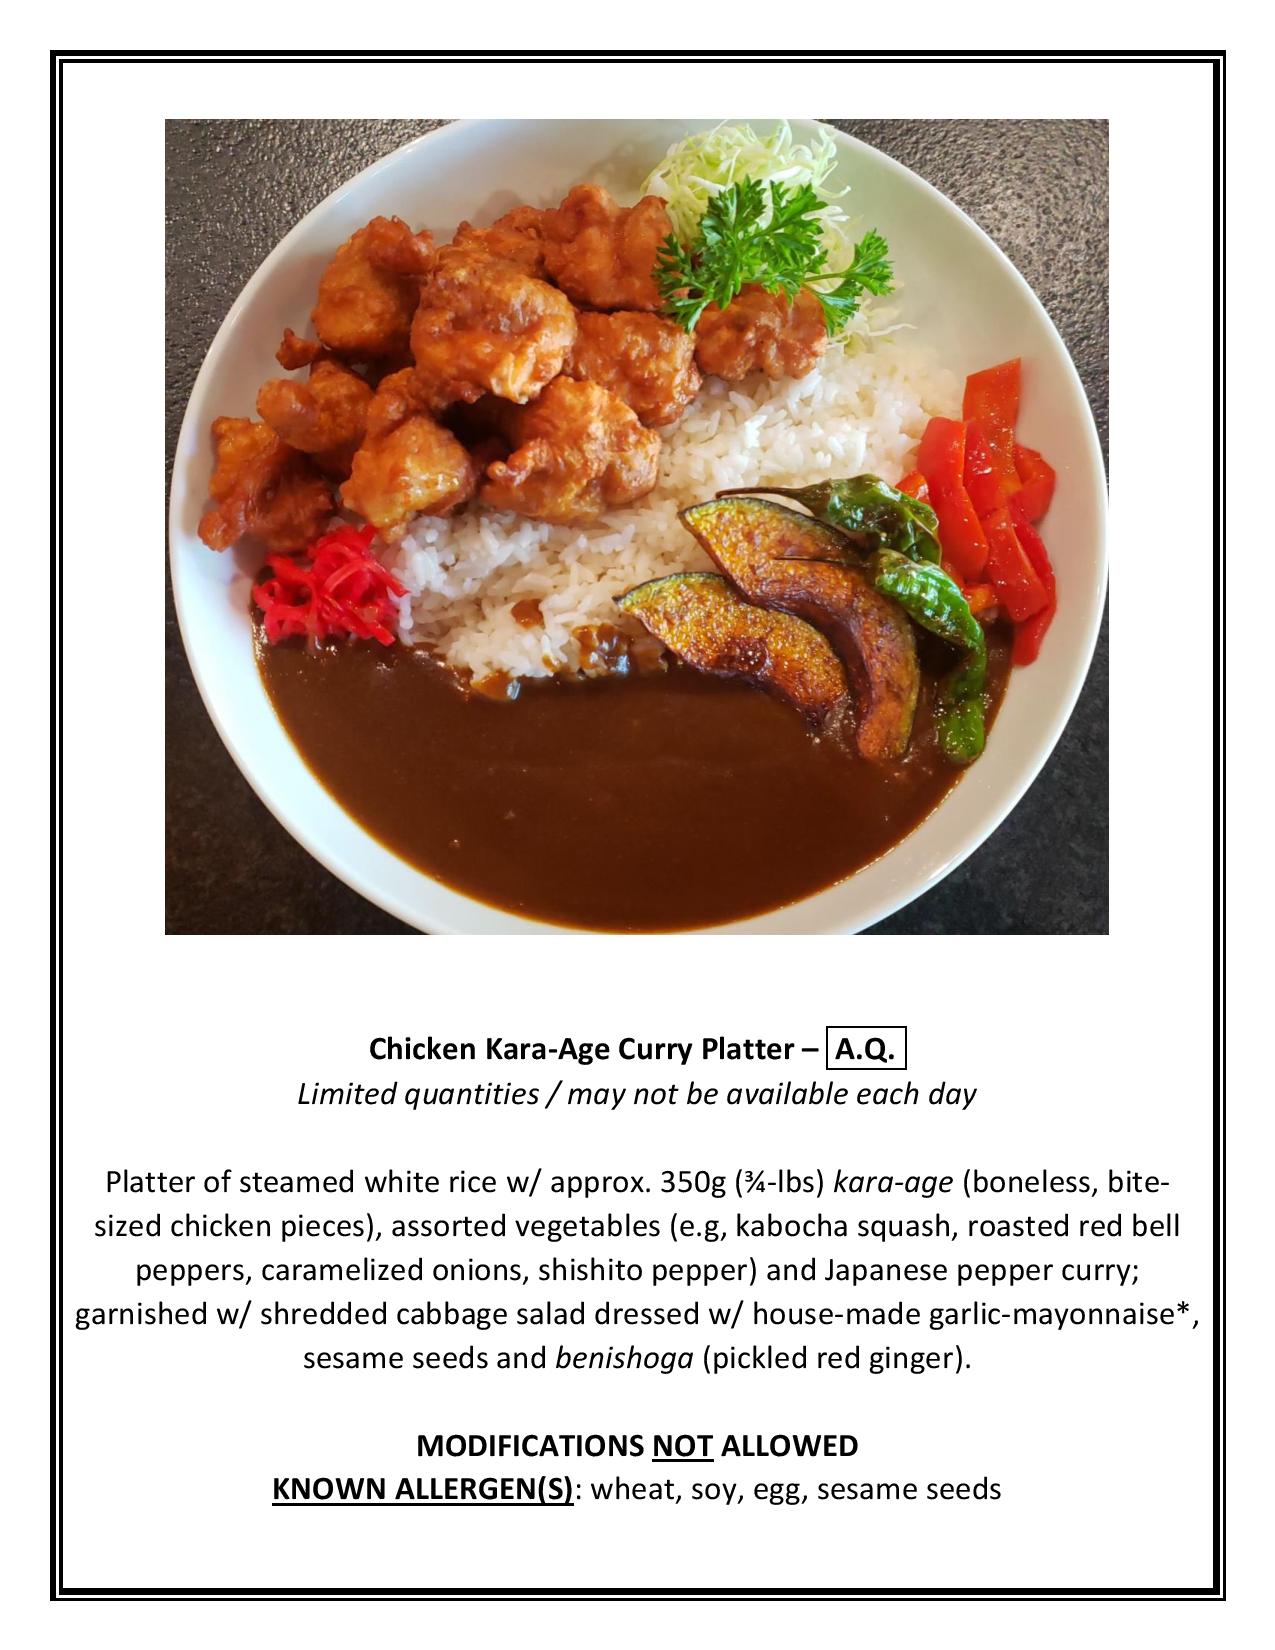 Chicken Kara-Age Curry Platter – A.Q.
Limited quantities / may not be available each day
Platter of steamed white rice w/ approx. 350g (¾-lbs) kara-age (boneless, bite-
sized chicken pieces), assorted vegetables (e.g, kabocha squash, roasted red bell
peppers, caramelized onions, shishito pepper) and Japanese pepper curry;
garnished w/ shredded cabbage salad dressed w/ house-made garlic-mayonnaise*,
sesame seeds and benishoga (pickled red ginger).
MODIFICATIONS NOT ALLOWED
KNOWN ALLERGEN(S): wheat, soy, egg, sesame seeds